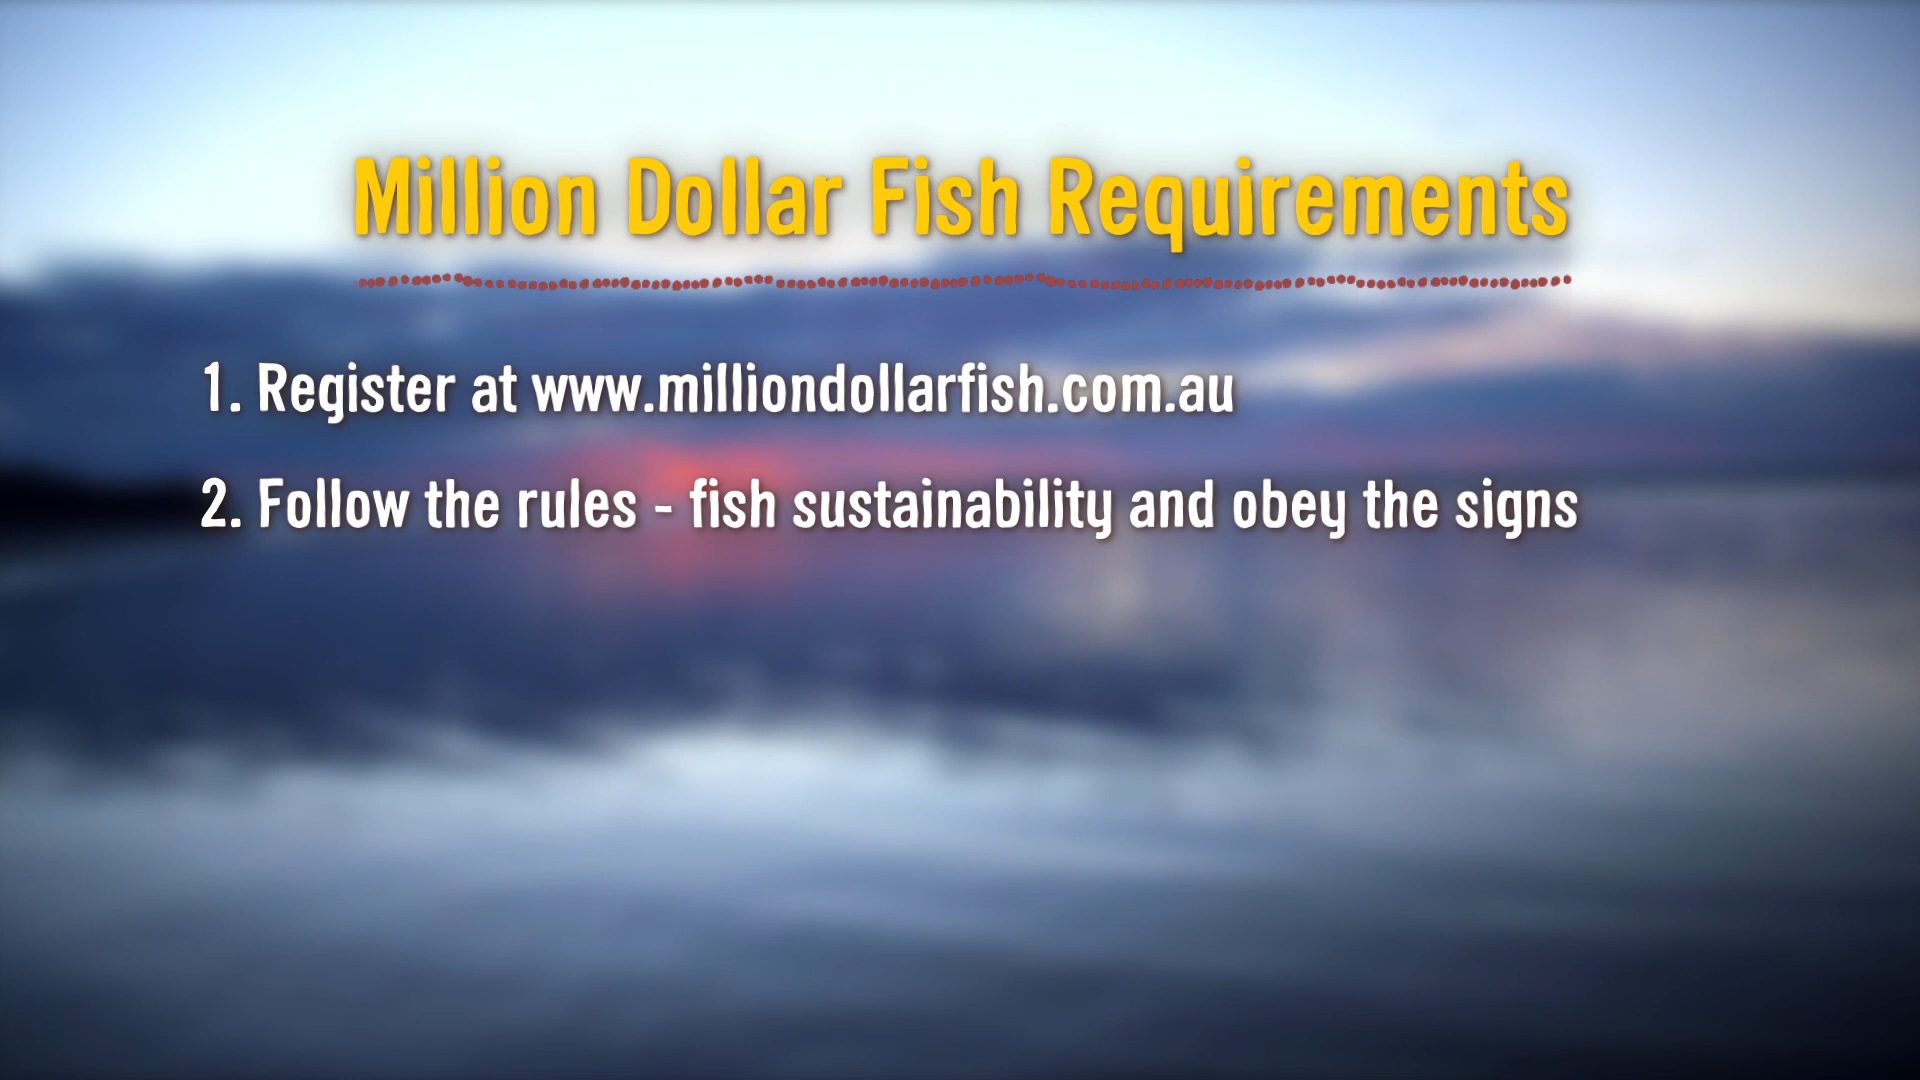 Million Dollar Fish Requirements
1. Register at www.milliondollarfish.com.au
2. Follow the rules - fish sustainability and obey the signs